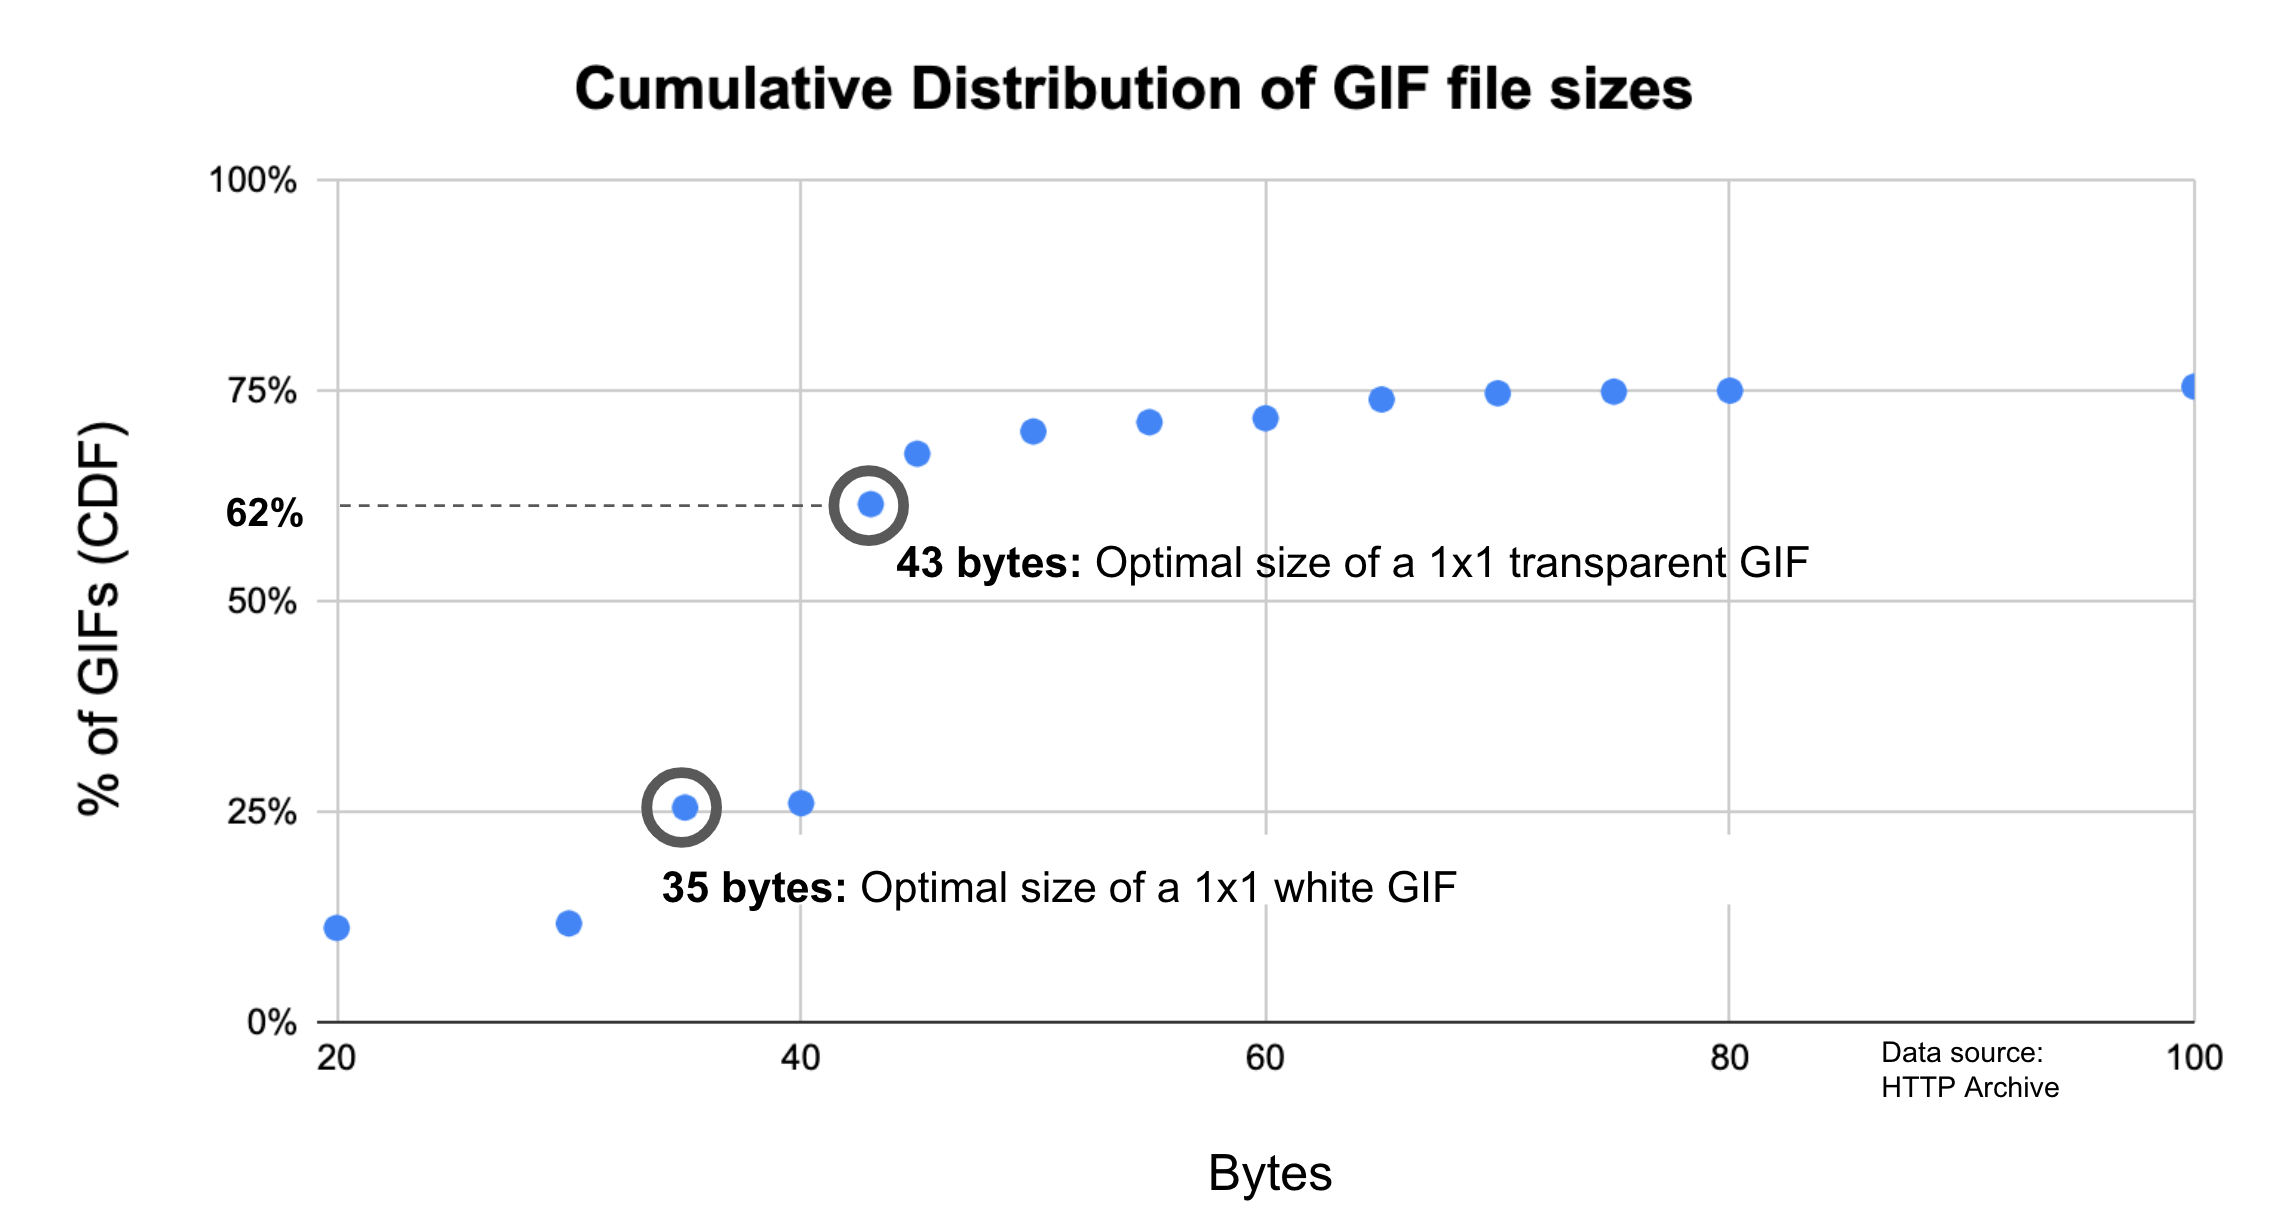 Cumulative Distribution of GIF file sizes
% of GIFs (CDF)
100%
75%
62%
50%
25%
0%
43 bytes: Optimal size of a 1x1 transparent GIF
35 bytes: Optimal size of a 1x1 white GIF
20
40
60
80
100
Data source:
HTTP Archive
Bytes